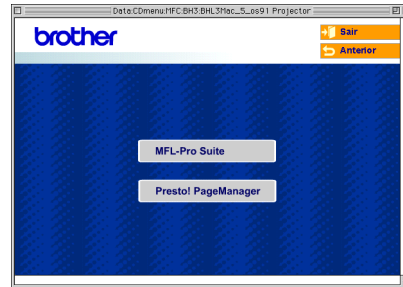 Data:CDmenu:MFC:BH3:BHL3Mac_5_os91 Projector
brother
Sair
Anterior
MFL-Pro Suite
Presto! PageManager